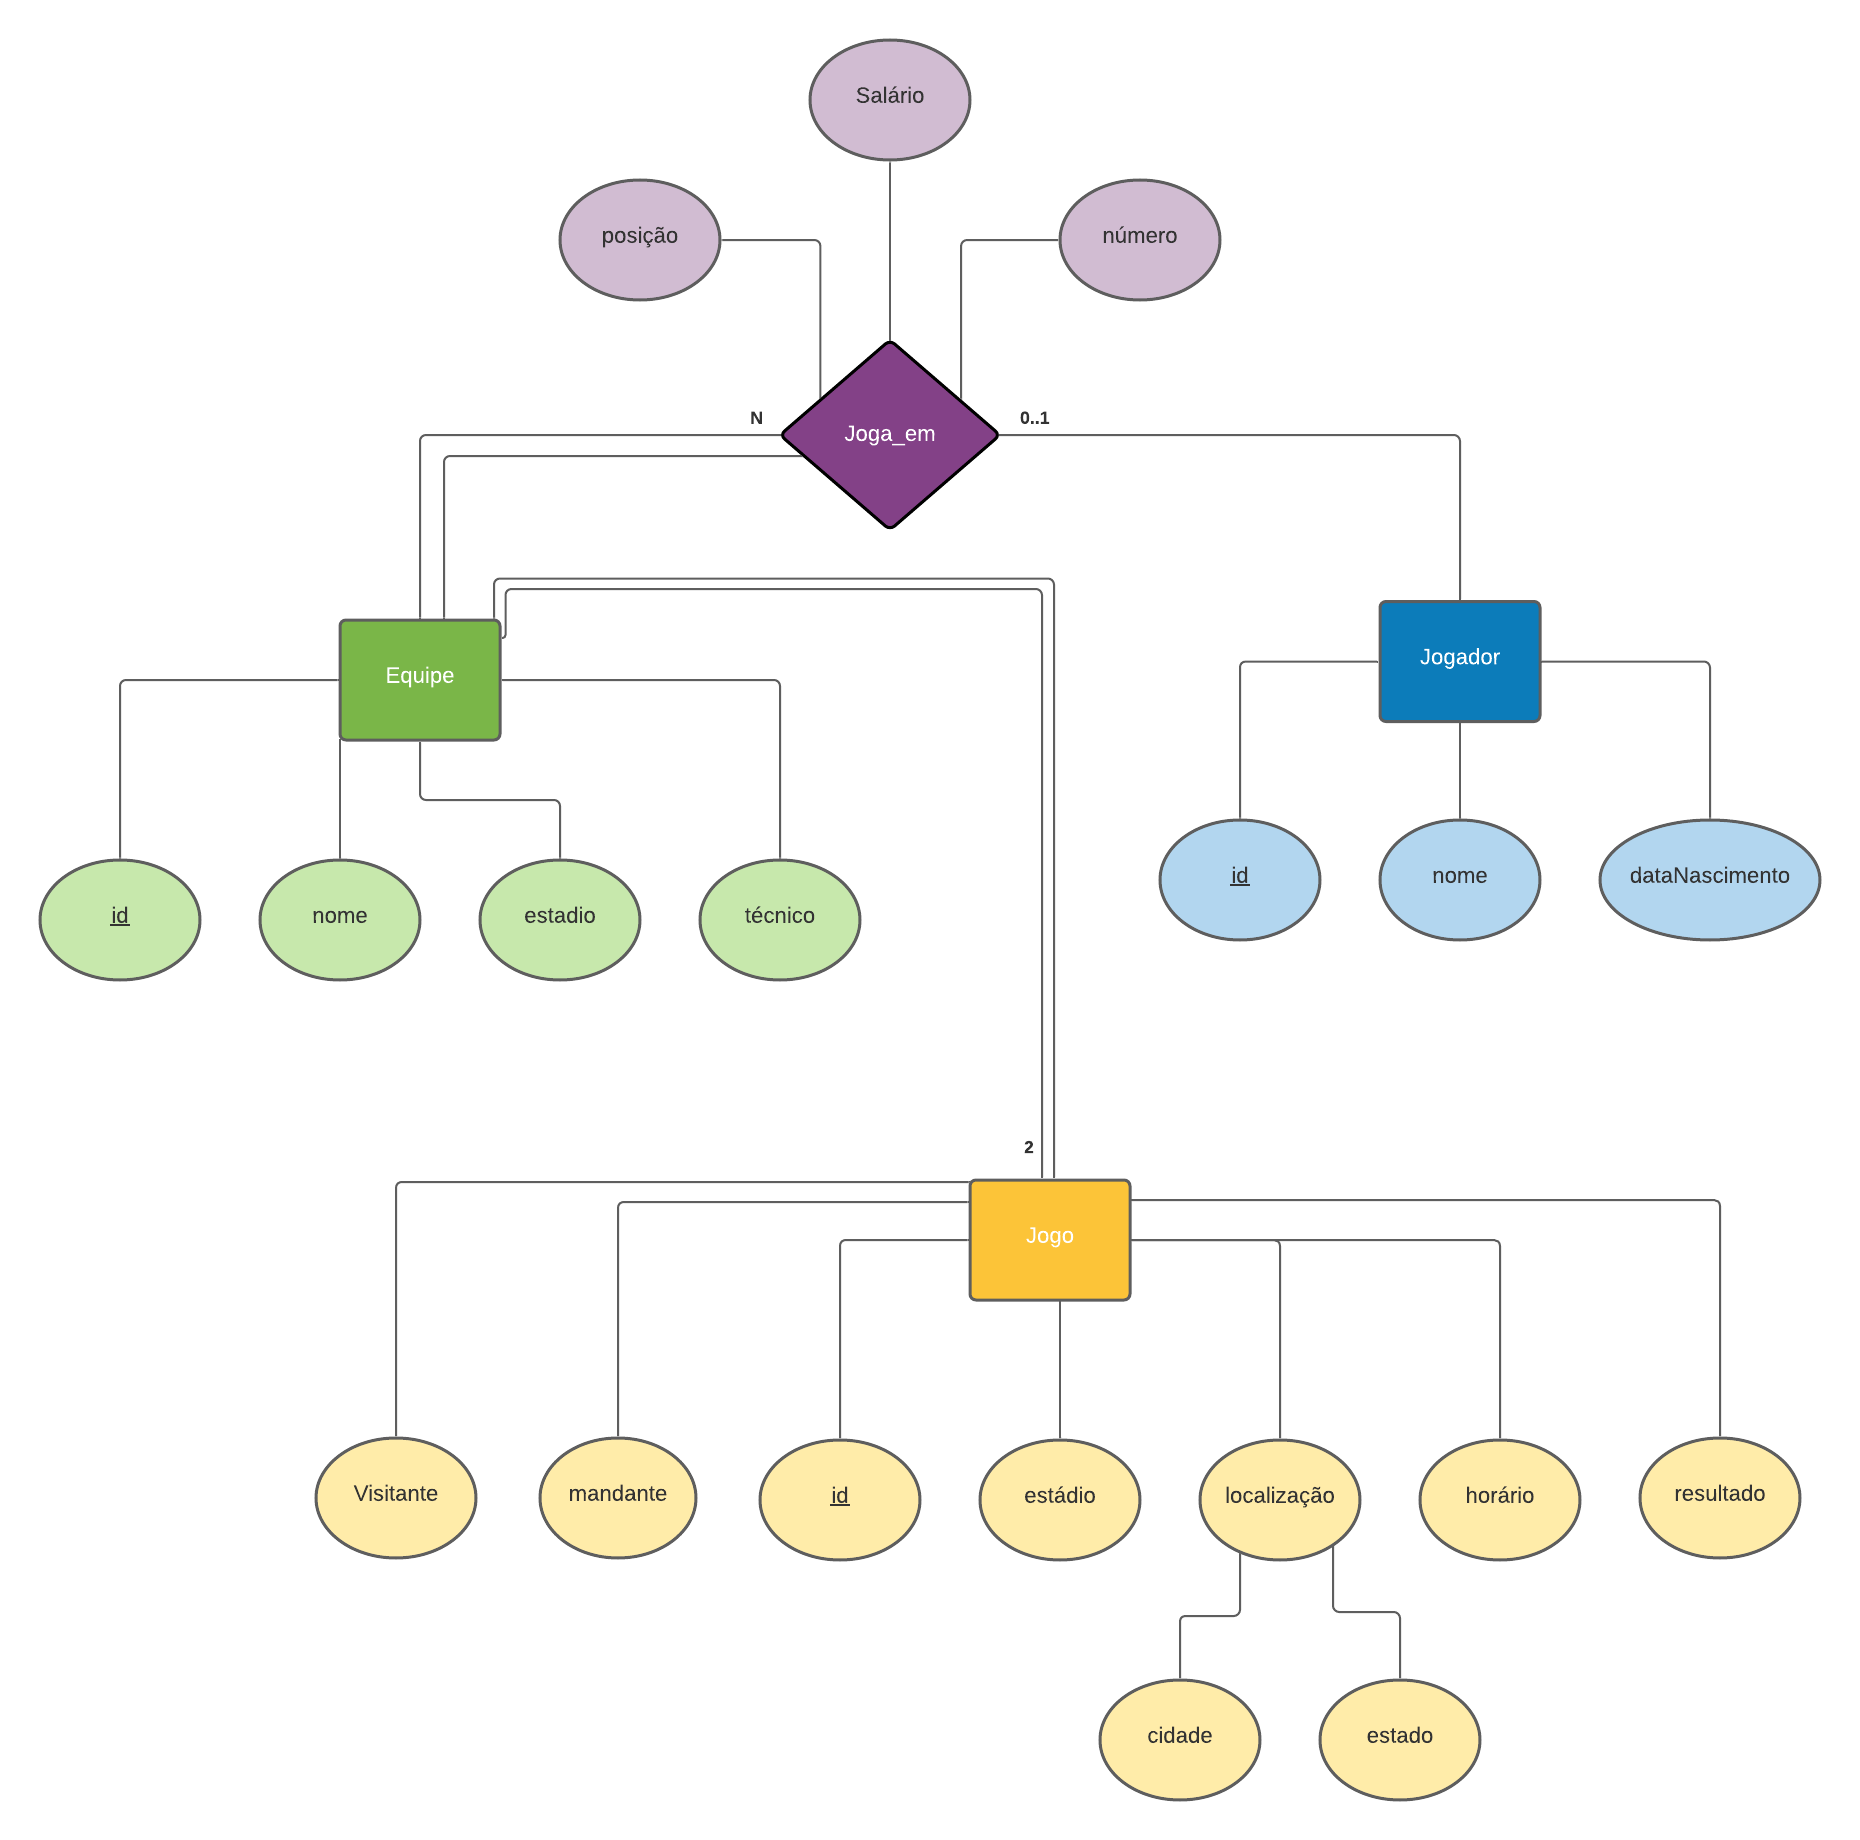 Salário
posição
número
N
0..1
Joga_em
Equipe
Jogador
id
nome
dataNascimento
id
nome
estadio
técnico
2
Jogo
Visitante
mandante
id
estádio
localização
horário
resultado
cidade
estado